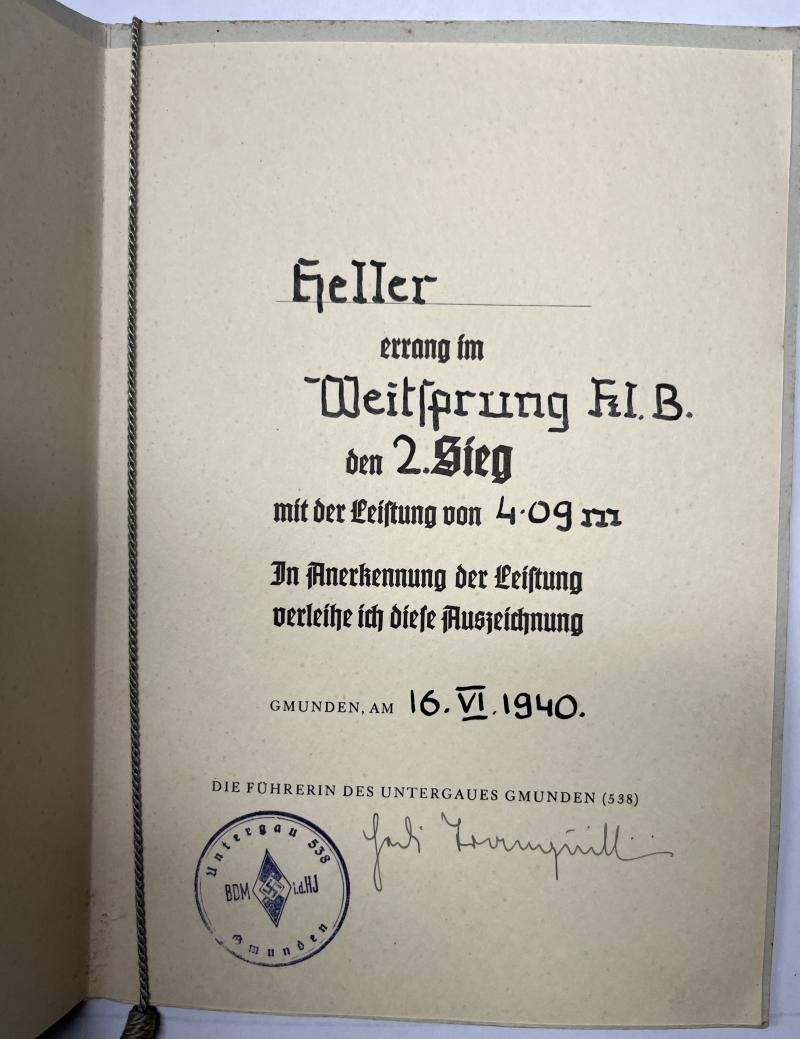 Heller
errang im
Weitsprung Kl. B.
den 2. Sieg
mit der Leistung von 4·09 m
In Anerkennung der Leistung
verleihe ich diese Auszeichnung
GMUNDEN, AM 16. VI. 1940.
DIE FÜHRERIN DES UNTERGAUES GMUNDEN (538)
Untergau 538
BDM i.d.HJ
Gmunden